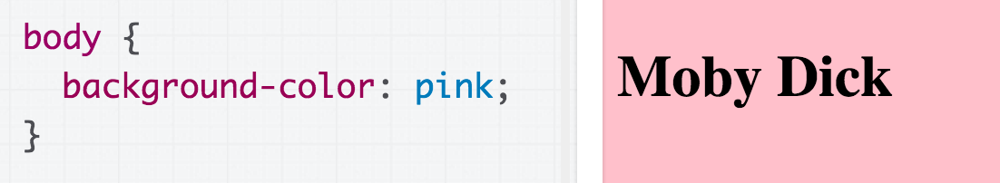 body {
  background-color: pink;
}
Moby Dick